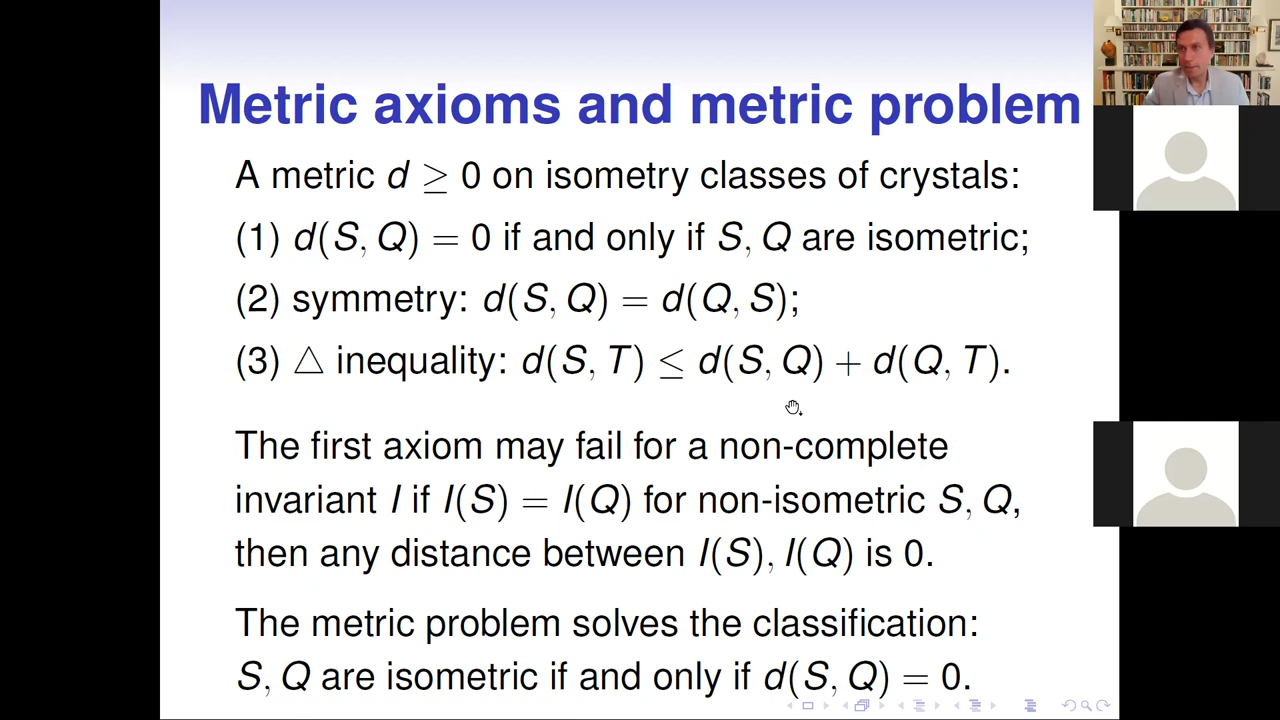 Metric axioms and metric problem
A metric d ≥ 0 on isometry classes of crystals:
(1) d(S, Q) = 0 if and only if S, Q are isometric;
(2) symmetry: d(S, Q) = d(Q, S);
(3) △ inequality: d(S, T) ≤ d(S, Q) + d(Q, T).
The first axiom may fail for a non-complete
invariant I if I(S) = I(Q) for non-isometric S, Q,
then any distance between I(S), I(Q) is 0.
The metric problem solves the classification:
S, Q are isometric if and only if d(S, Q) = 0.